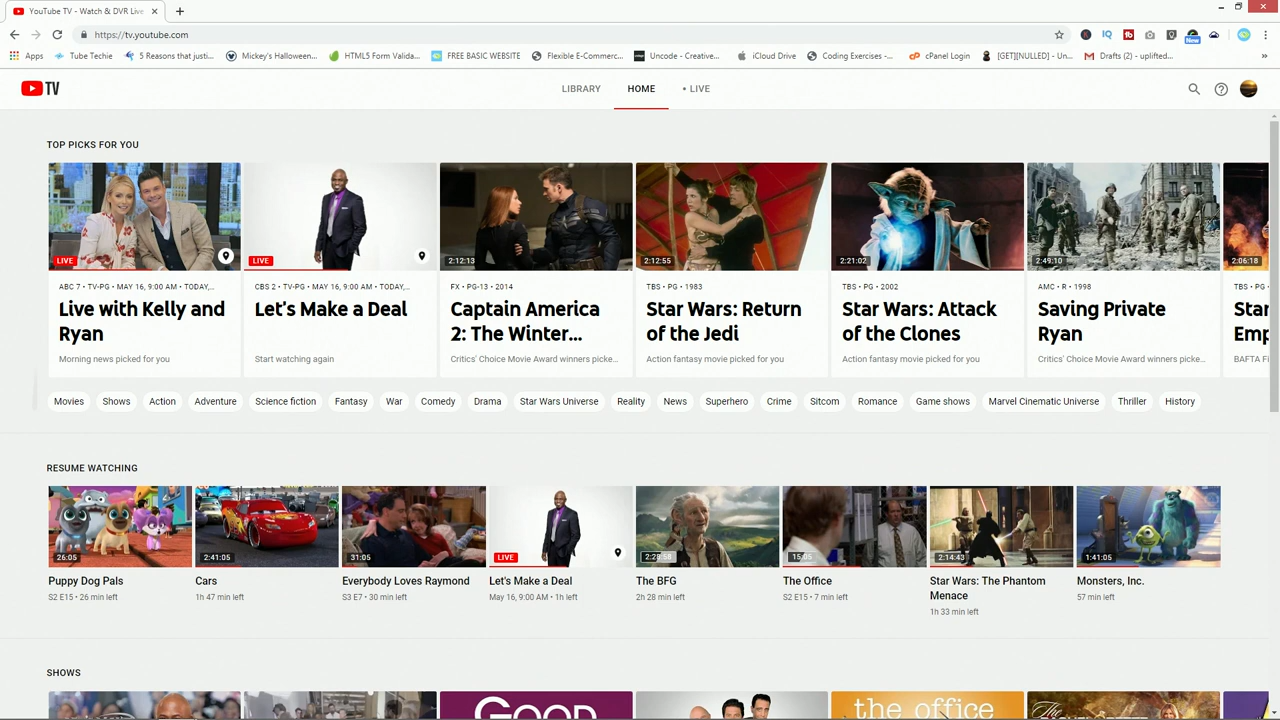 YouTube TV - Watch & DVR Live
https://tv.youtube.com
Apps
Tube Techie
5 Reasons that justi...
Mickey's Halloween...
HTML5 Form Valida...
FREE BASIC WEBSITE
Flexible E-Commerc...
Uncode - Creative...
iCloud Drive
Coding Exercises -...
cPanel Login
[GET][NULLED] - Un...
Drafts (2) - uplifted...
TV
LIBRARY
HOME
• LIVE
TOP PICKS FOR YOU
LIVE
LIVE
2:12:13
2:12:55
2:21:02
2:49:10
2:06:18
ABC 7 • TV-PG • MAY 16, 9:00 AM • TODAY,...
Live with Kelly and
Ryan
Morning news picked for you
CBS 2 • TV-PG • MAY 16, 9:00 AM • TODAY,...
Let's Make a Deal
Start watching again
FX • PG-13 • 2014
Captain America
2: The Winter...
Critics' Choice Movie Award winners picke...
TBS • PG • 1983
Star Wars: Return
of the Jedi
Action fantasy movie picked for you
TBS • PG • 2002
Star Wars: Attack
of the Clones
Action fantasy movie picked for you
AMC • R • 1998
Saving Private
Ryan
Critics' Choice Movie Award winners picke...
TBS • PG
Star
Emp
BAFTA Fi
Movies
Shows
Action
Adventure
Science fiction
Fantasy
War
Comedy
Drama
Star Wars Universe
Reality
News
Superhero
Crime
Sitcom
Romance
Game shows
Marvel Cinematic Universe
Thriller
History
RESUME WATCHING
26:05
Puppy Dog Pals
S2 E15 • 26 min left
2:41:05
Cars
1h 47 min left
31:05
Everybody Loves Raymond
S3 E7 • 30 min left
LIVE
Let's Make a Deal
May 16, 9:00 AM • 1h left
2:28:58
The BFG
2h 28 min left
15:05
The Office
S2 E15 • 7 min left
2:14:43
Star Wars: The Phantom
Menace
1h 33 min left
1:41:05
Monsters, Inc.
57 min left
SHOWS
GOOD
the office